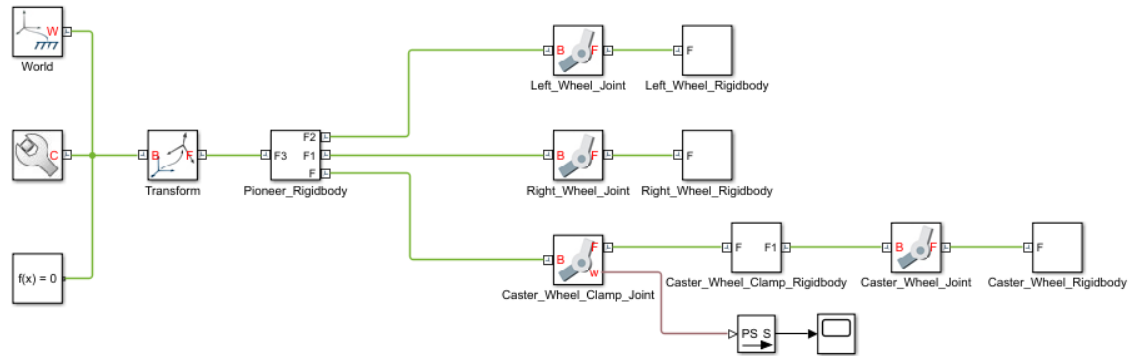 W
World
C
f(x) = 0
B F
Transform
F3 F2 F1 F
Pioneer_Rigidbody
B F
Left_Wheel_Joint
F
Left_Wheel_Rigidbody
B F
Right_Wheel_Joint
F
Right_Wheel_Rigidbody
B F w
Caster_Wheel_Clamp_Joint
F F1
Caster_Wheel_Clamp_Rigidbody
B F
Caster_Wheel_Joint
F
Caster_Wheel_Rigidbody
PS S